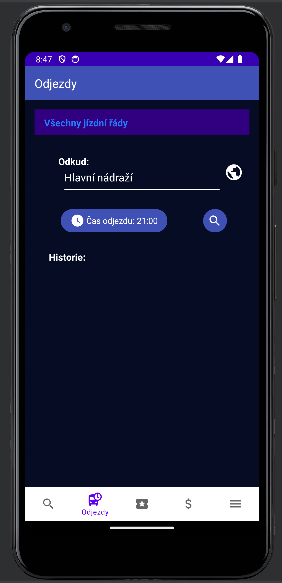 8:47
Odjezdy
Všechny jízdní řády
Odkud:
Hlavní nádraží
Čas odjezdu: 21:00
Historie:
Odjezdy